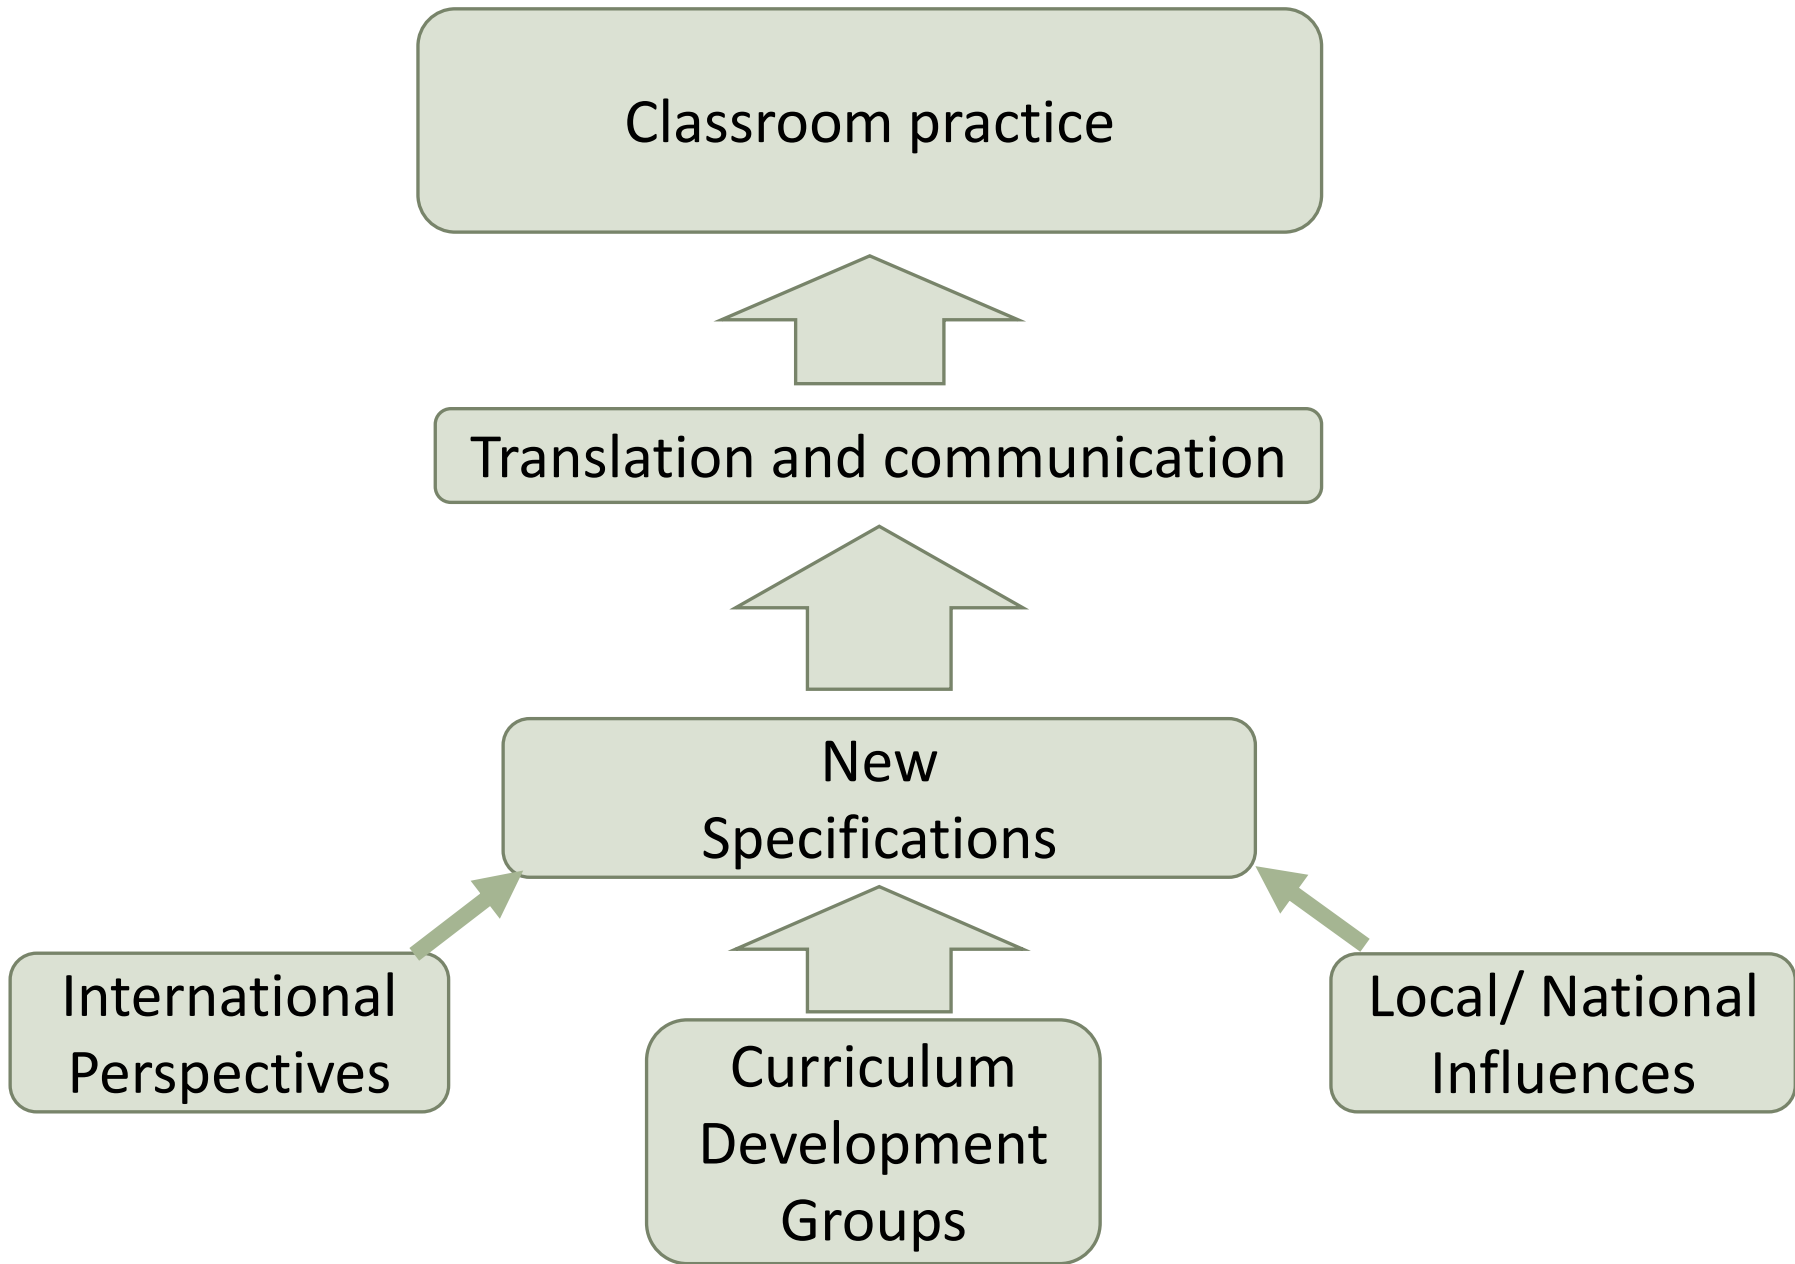 Classroom practice
Translation and communication
New
Specifications
International
Perspectives
Curriculum
Development
Groups
Local/ National
Influences